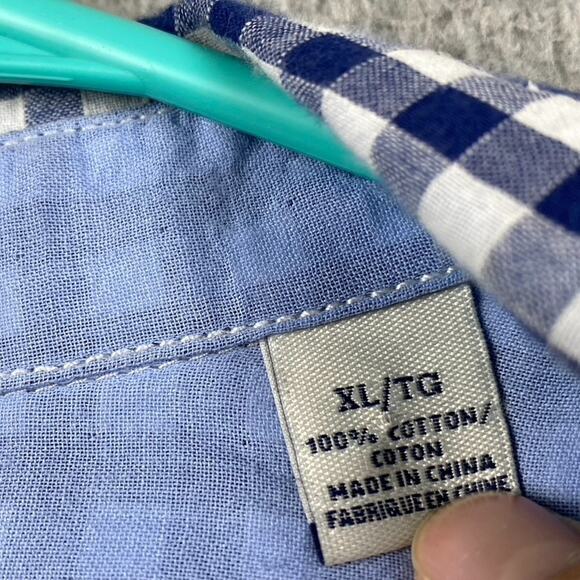 XL/TG
100% COTTON/
COTON
MADE IN CHINA
FABRIQUE EN CHINE